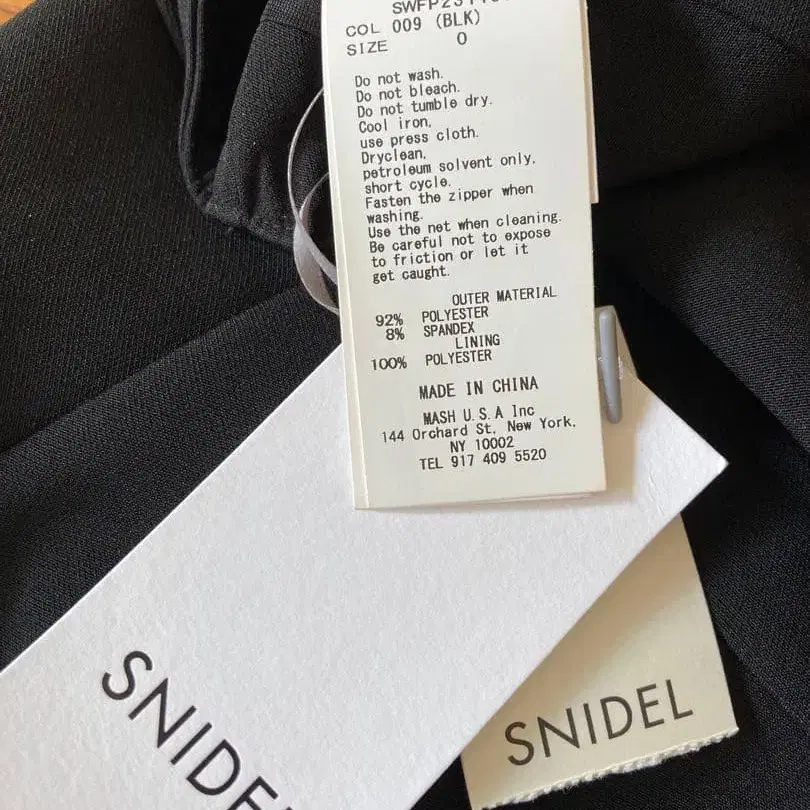 COL 009 (BLK)
SIZE 0
Do not wash.
Do not bleach.
Do not tumble dry.
Cool iron,
use press cloth.
Dryclean,
petroleum solvent only,
short cycle.
Fasten the zipper when
washing.
Use the net when cleaning.
Be careful not to expose
to friction or let it
get caught.
OUTER MATERIAL
92% POLYESTER
8% SPANDEX
LINING
100% POLYESTER
MADE IN CHINA
MASH U.S.A Inc
144 Orchard St, New York,
NY 10002
TEL 917 409 5520
SNIDEL
SNIDEL